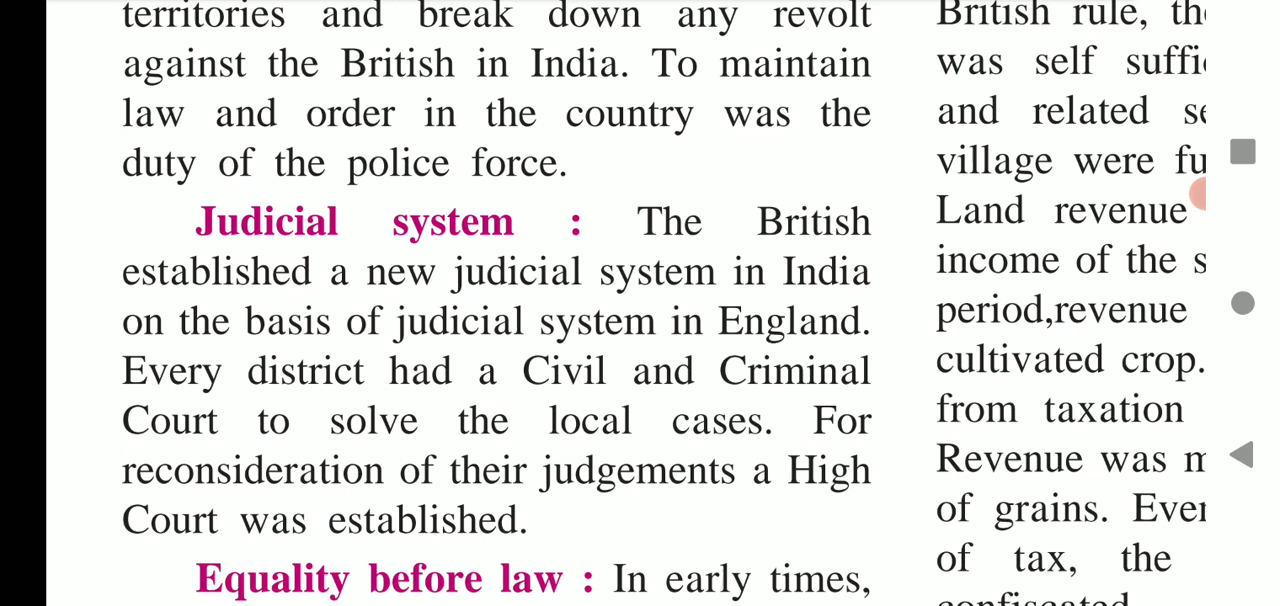 territories and break down any revolt
against the British in India. To maintain
law and order in the country was the
duty of the police force.
Judicial system : The British
established a new judicial system in India
on the basis of judicial system in England.
Every district had a Civil and Criminal
Court to solve the local cases. For
reconsideration of their judgements a High
Court was established.
Equality before law : In early times,
British rule,
was self
and related
village were
Land revenue
income of the
period,revenue
cultivated crop.
from taxation
Revenue was
of grains.
of tax, the
confiscated